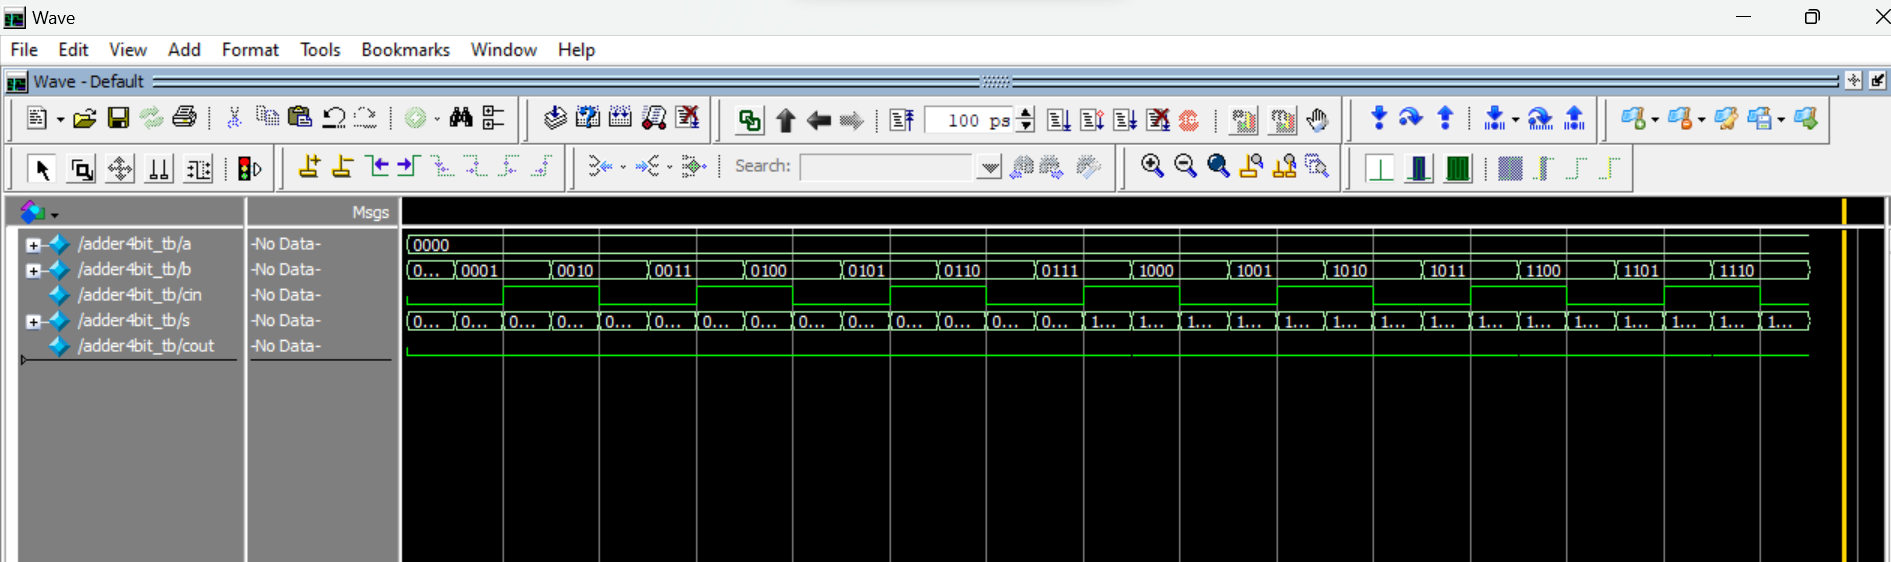 Wave
File Edit View Add Format Tools Bookmarks Window Help
Wave - Default
100 ps
Search:
Msgs
/adder4bit_tb/a -No Data- 0000
/adder4bit_tb/b -No Data- 0... 0001 0010 0011 0100 0101 0110 0111 1000 1001 1010 1011 1100 1101 1110
/adder4bit_tb/cin -No Data-
/adder4bit_tb/s -No Data- 0... 0... 0... 0... 0... 0... 0... 0... 0... 0... 0... 0... 0... 0... 1... 1... 1... 1... 1... 1... 1... 1... 1... 1... 1... 1... 1... 1... 1...
/adder4bit_tb/cout -No Data-